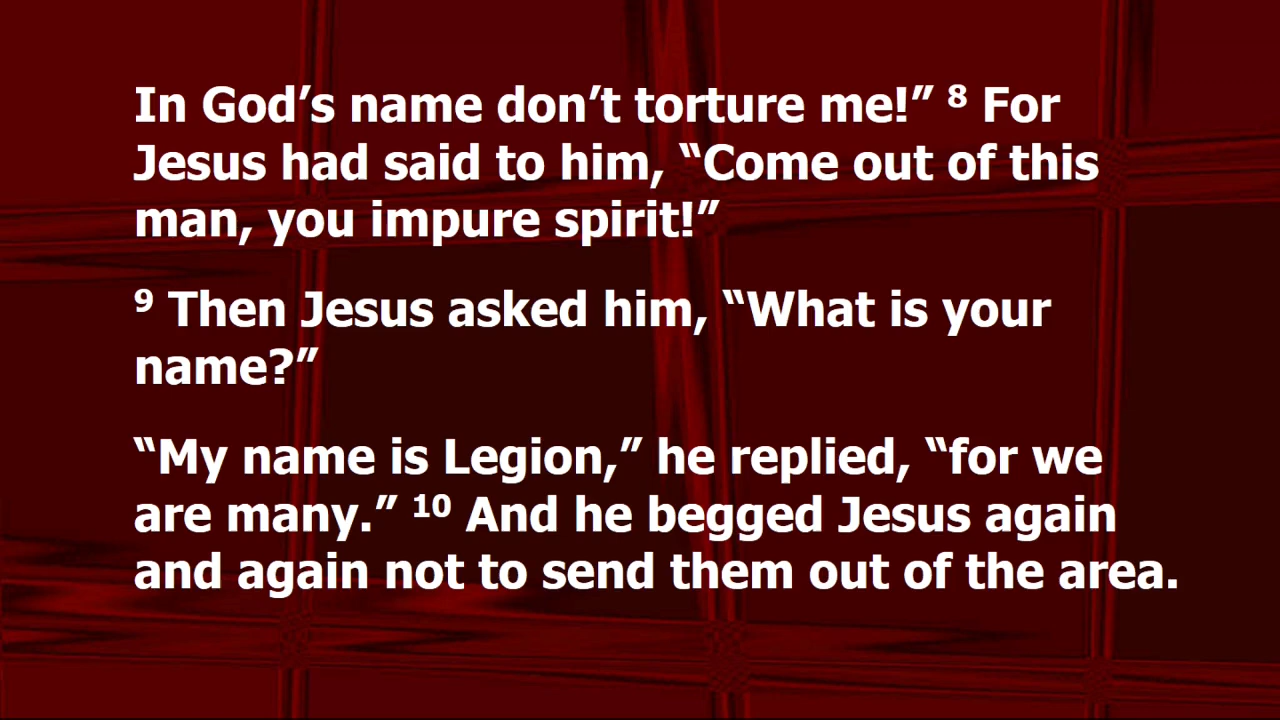 In God’s name don’t torture me!” ⁸ For
Jesus had said to him, “Come out of this
man, you impure spirit!”
⁹ Then Jesus asked him, “What is your
name?”
“My name is Legion,” he replied, “for we
are many.” ¹⁰ And he begged Jesus again
and again not to send them out of the area.